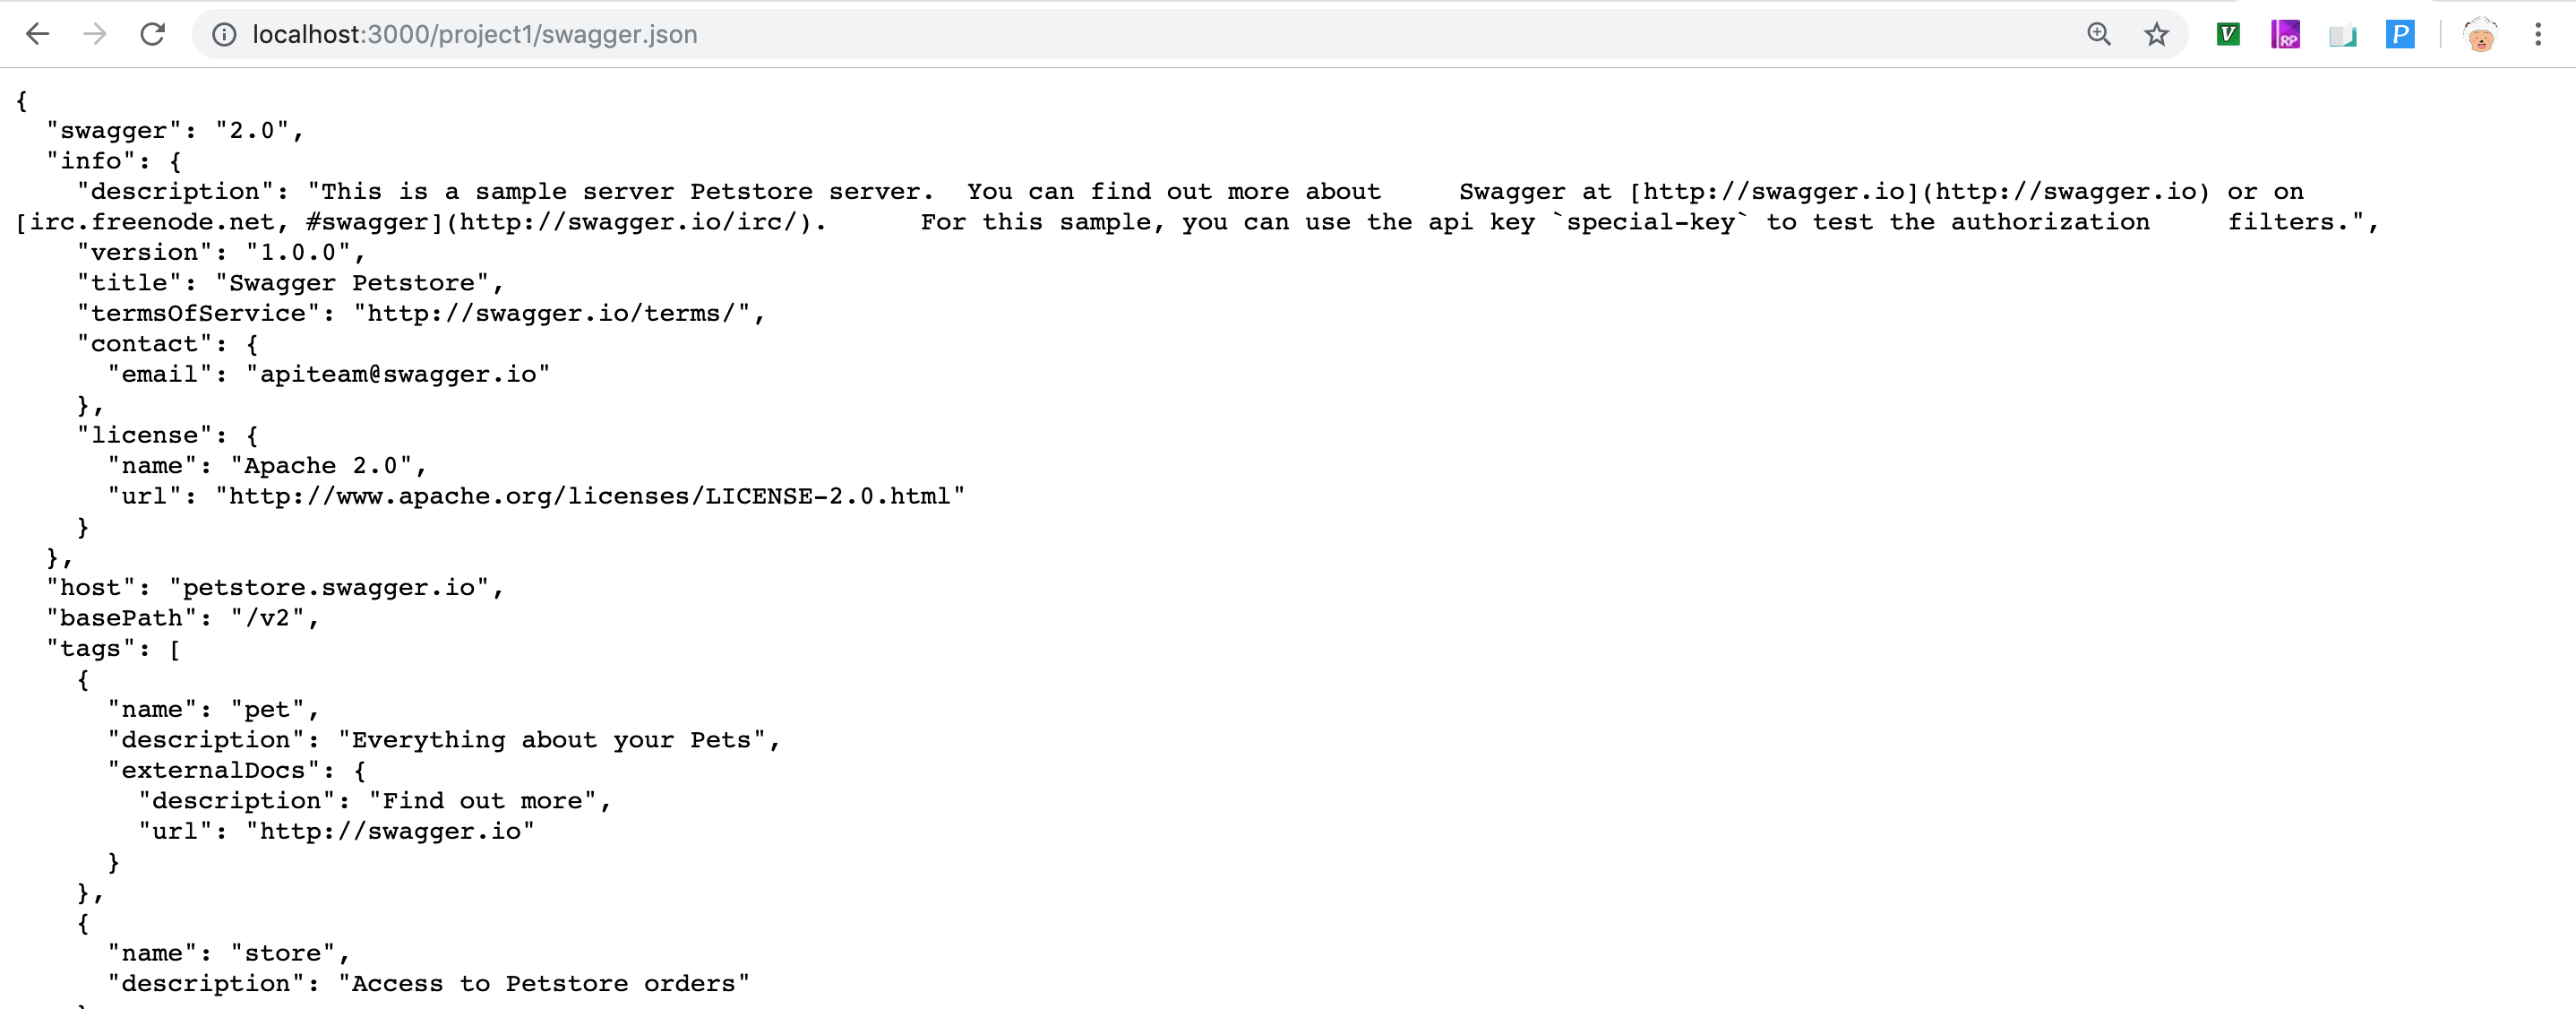 localhost:3000/project1/swagger.json
V
RP
P
{
  "swagger": "2.0",
  "info": {
    "description": "This is a sample server Petstore server.  You can find out more about     Swagger at [http://swagger.io](http://swagger.io) or on
[irc.freenode.net, #swagger](http://swagger.io/irc/).      For this sample, you can use the api key `special-key` to test the authorization     filters.",
    "version": "1.0.0",
    "title": "Swagger Petstore",
    "termsOfService": "http://swagger.io/terms/",
    "contact": {
      "email": "apiteam@swagger.io"
    },
    "license": {
      "name": "Apache 2.0",
      "url": "http://www.apache.org/licenses/LICENSE-2.0.html"
    }
  },
  "host": "petstore.swagger.io",
  "basePath": "/v2",
  "tags": [
    {
      "name": "pet",
      "description": "Everything about your Pets",
      "externalDocs": {
        "description": "Find out more",
        "url": "http://swagger.io"
      }
    },
    {
      "name": "store",
      "description": "Access to Petstore orders"